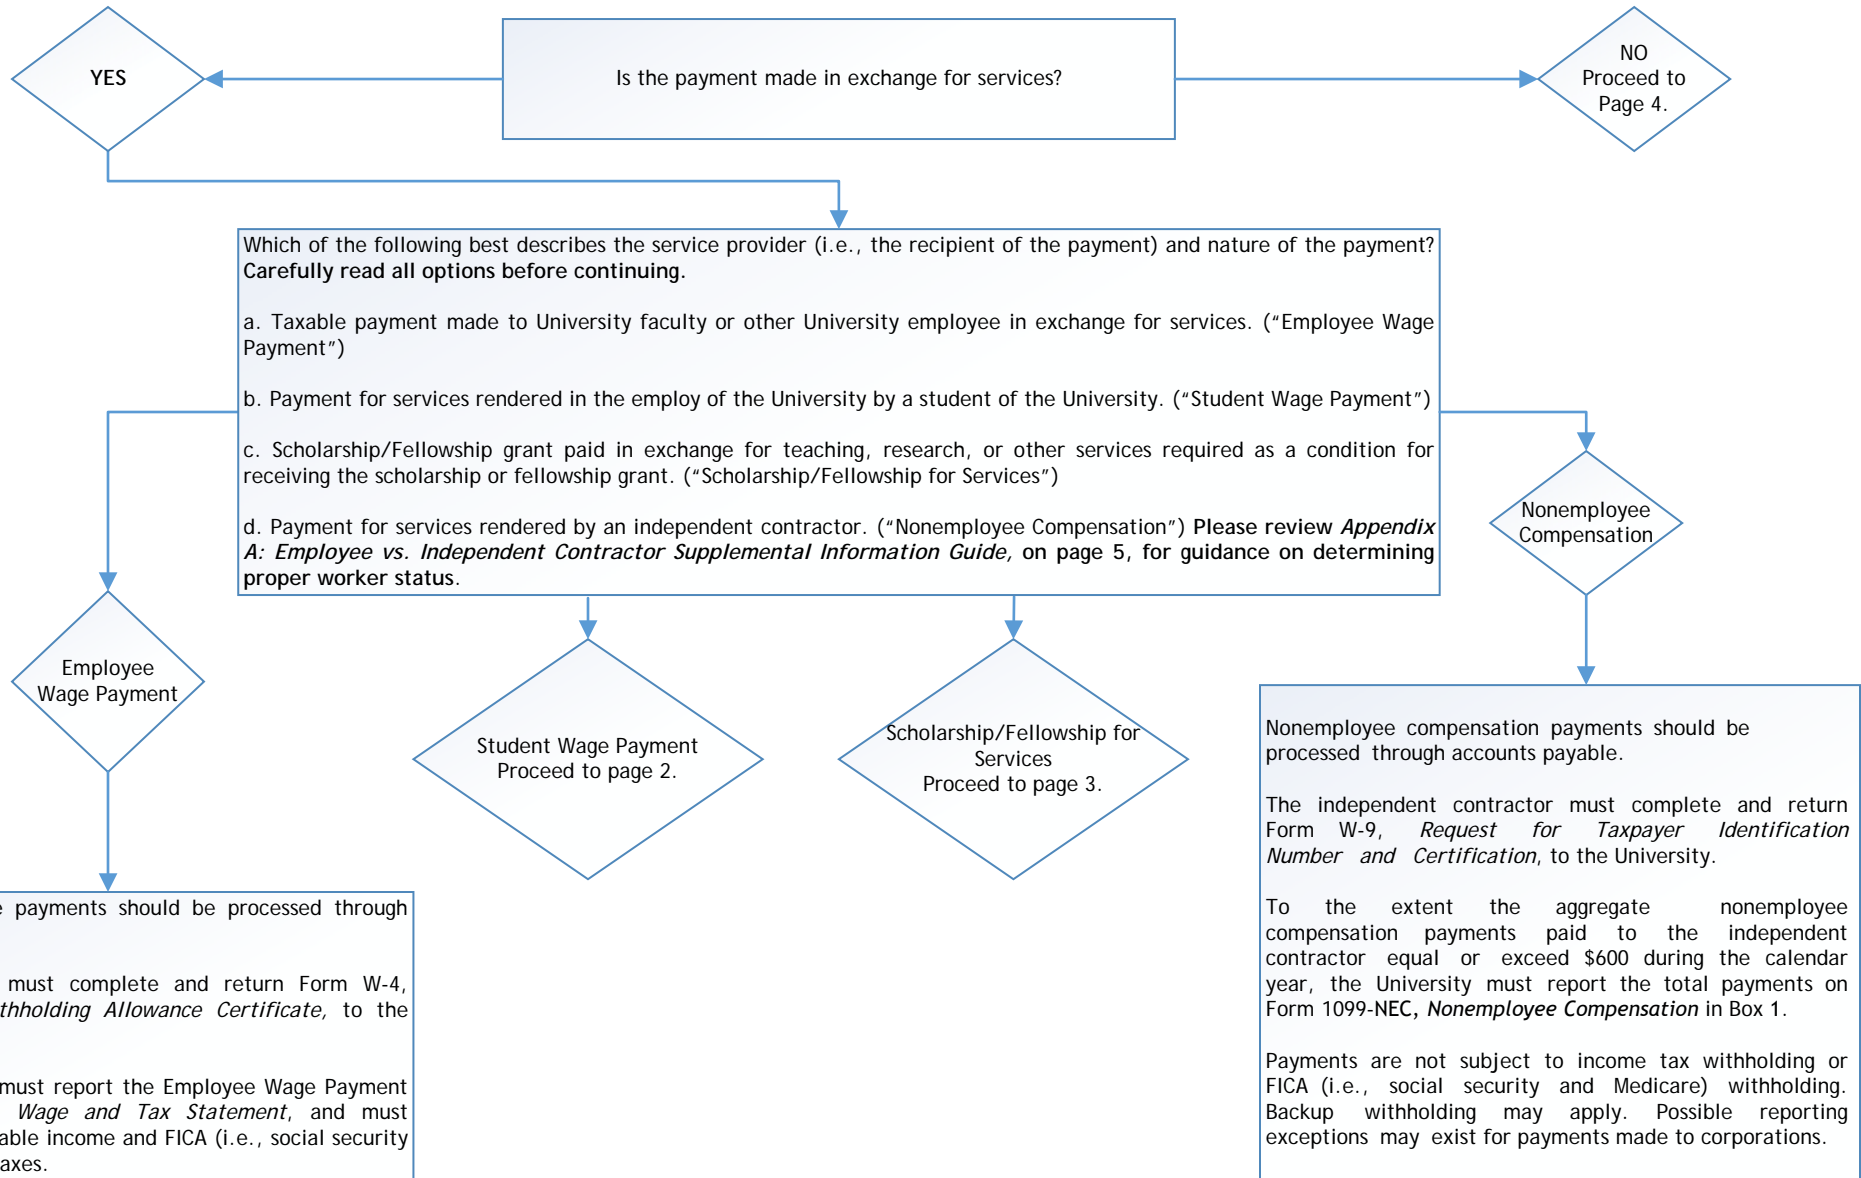 YES
Is the payment made in exchange for services?
NO
Proceed to
Page 4.
Which of the following best describes the service provider (i.e., the recipient of the payment) and nature of the payment?
Carefully read all options before continuing.
a. Taxable payment made to University faculty or other University employee in exchange for services. (“Employee Wage
Payment”)
b. Payment for services rendered in the employ of the University by a student of the University. (“Student Wage Payment”)
c. Scholarship/Fellowship grant paid in exchange for teaching, research, or other services required as a condition for
receiving the scholarship or fellowship grant. (“Scholarship/Fellowship for Services”)
d. Payment for services rendered by an independent contractor. (“Nonemployee Compensation”) Please review Appendix
A: Employee vs. Independent Contractor Supplemental Information Guide, on page 5, for guidance on determining
proper worker status.
Employee
Wage Payment
Student Wage Payment
Proceed to page 2.
Scholarship/Fellowship for
Services
Proceed to page 3.
Nonemployee
Compensation
payments should be processed through
must complete and return Form W-4,
Allowance Certificate, to the
must report the Employee Wage Payment
Wage and Tax Statement, and must
income and FICA (i.e., social security
Nonemployee compensation payments should be
processed through accounts payable.
The independent contractor must complete and return
Form W-9, Request for Taxpayer Identification
Number and Certification, to the University.
To the extent the aggregate nonemployee
compensation payments paid to the independent
contractor equal or exceed $600 during the calendar
year, the University must report the total payments on
Form 1099-NEC, Nonemployee Compensation in Box 1.
Payments are not subject to income tax withholding or
FICA (i.e., social security and Medicare) withholding.
Backup withholding may apply. Possible reporting
exceptions may exist for payments made to corporations.